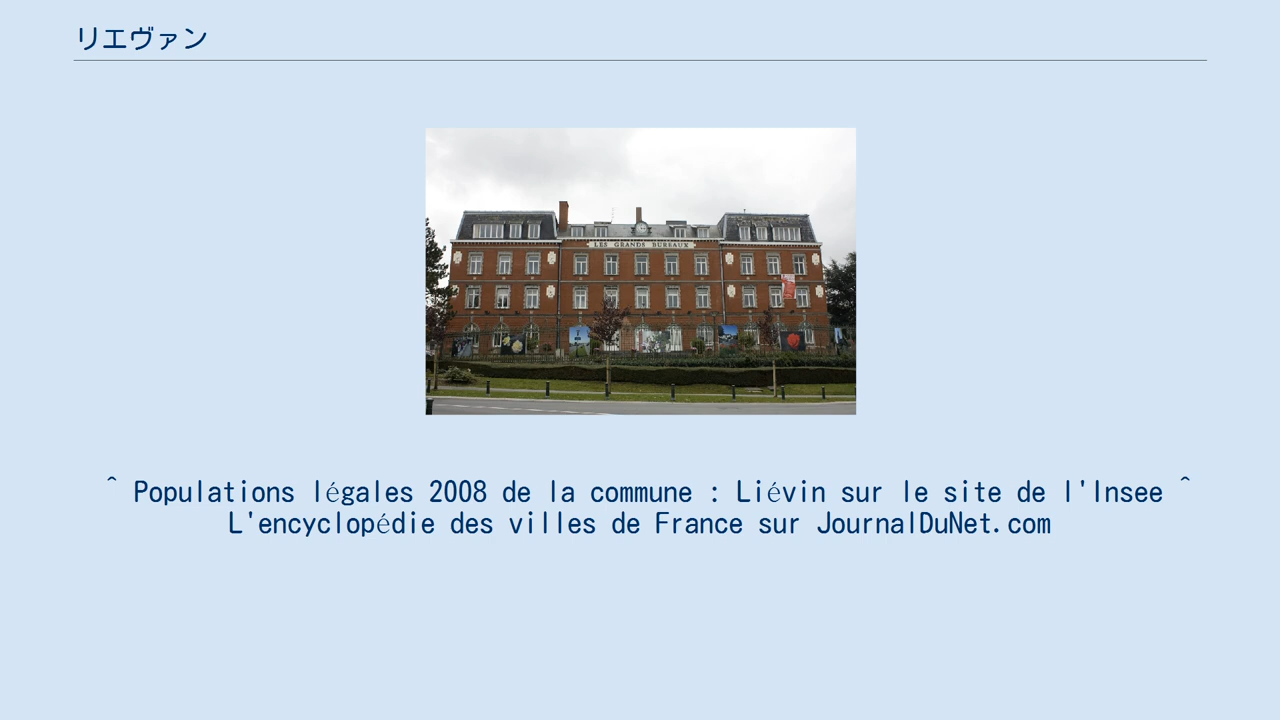 リエヴァン
LES GRANDS BUREAUX
^ Populations légales 2008 de la commune : Liévin sur le site de l'Insee ^
L'encyclopédie des villes de France sur JournalDuNet.com